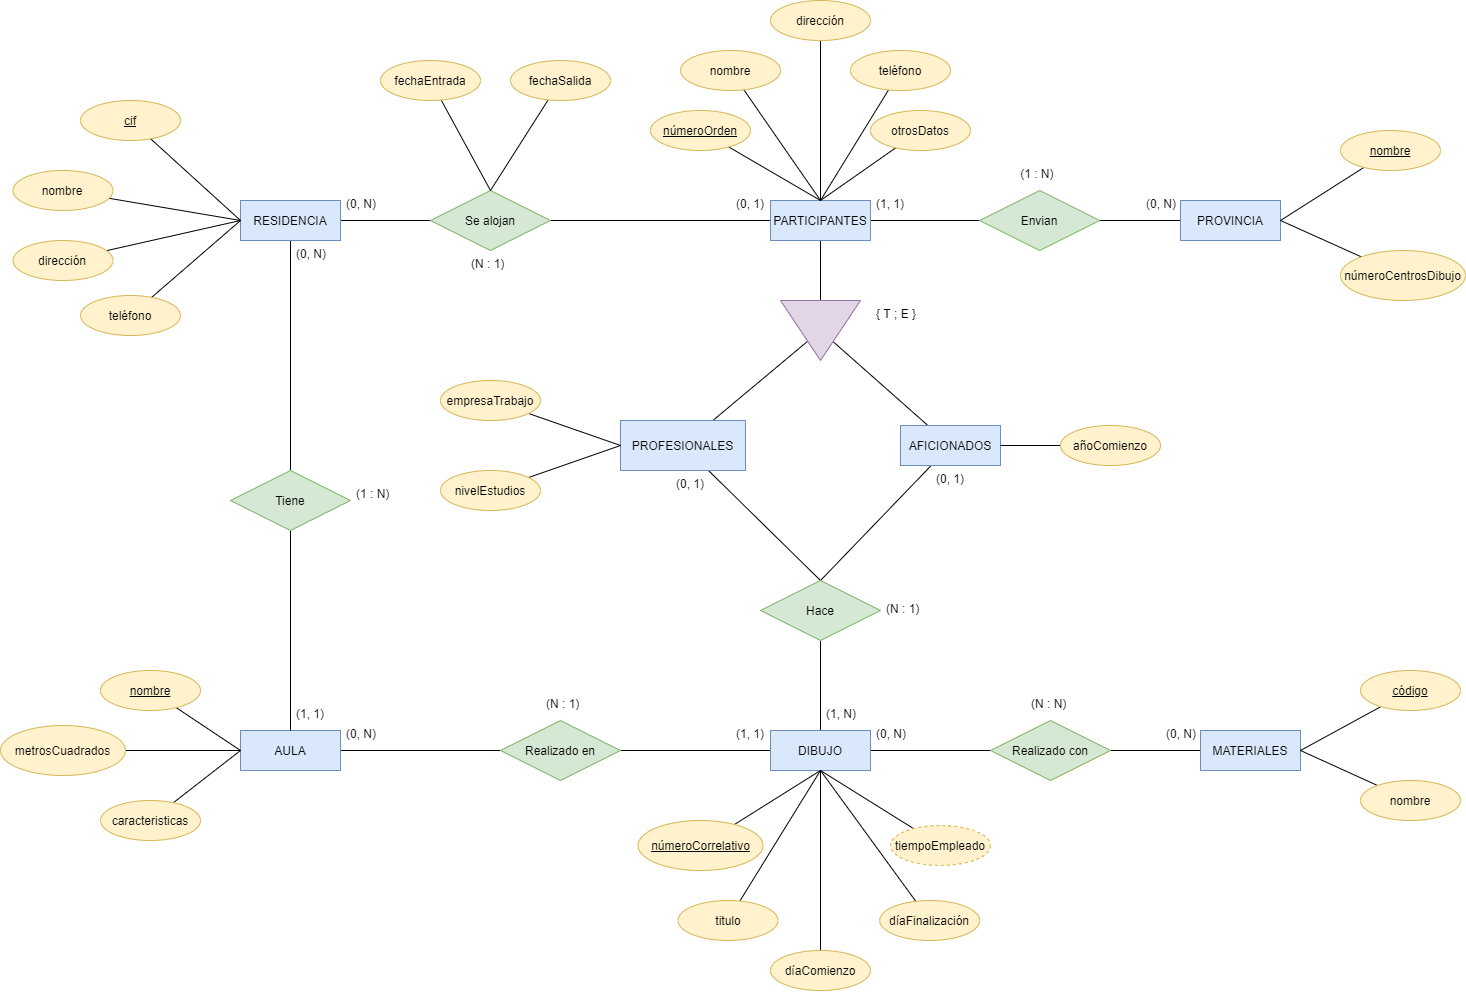 dirección
fechaEntrada
fechaSalida
nombre
teléfono
cif
númeroOrden
otrosDatos
nombre
(1 : N)
nombre
(0, N)
(0, 1)
(1, 1)
(0, N)
RESIDENCIA
Se alojan
PARTICIPANTES
Envian
PROVINCIA
dirección
(0, N)
(N : 1)
númeroCentrosDibujo
teléfono
{ T ; E }
empresaTrabajo
PROFESIONALES
AFICIONADOS
añoComienzo
(0, 1)
(0, 1)
nivelEstudios
Tiene
(1 : N)
Hace
(N : 1)
nombre
código
(N : 1)
(N : N)
(1, 1)
(1, N)
(0, N)
(1, 1)
(0, N)
(0, N)
metrosCuadrados
AULA
Realizado en
DIBUJO
Realizado con
MATERIALES
nombre
caracteristicas
númeroCorrelativo
tiempoEmpleado
titulo
díaFinalización
díaComienzo